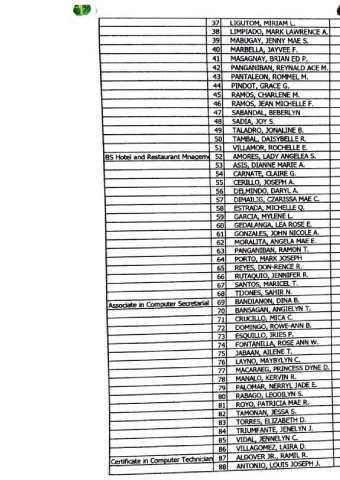 37 LIGUTOM, MIRIAM L.
38 LIMPIADO, MARK LAWRENCE A.
39 MABUGAY, JENNY MAE S.
40 MARBELLA, JAYVEE F.
41 MASAGNAY, BRIAN ED P.
42 PANGANIBAN, REYNALD ACE M.
43 PANTALEON, ROMMEL M.
44 PINDOT, GRACE G.
45 RAMOS, CHARLENE M.
46 RAMOS, JEAN MICHELLE F.
47 SABANDAL, BEBERLYN
48 SADIA, JOY S.
49 TALADRO, JONALINE B.
50 TAMBAL, DAISYBELLE R.
51 VILLAMOR, ROCHELLE E.
BS Hotel and Restaurant Mnagem 52 AMORES, LADY ANGELEA S.
53 ASIS, DIANNE MARIE A.
54 CARNATE, CLAIRE G.
55 CERILLO, JOSEPH A.
56 DELMINDO, DARYL A.
57 DIMAILIG, CZARISSA MAE C.
58 ESTRADA, MICHELLE Q.
59 GARCIA, MYLENE L.
60 GEDALANGA, LEA ROSE E.
61 GONZALES, JOHN NICOLE A.
62 MORALITA, ANGELA MAE E.
63 PANGANIBAN, RAMON T.
64 PORTO, MARK JOSEPH
65 REYES, DON-RENCE R.
66 RUTAQUIO, JENNIFER R.
67 SANTOS, MARICEL T.
68 TIJONES, SAHIR N.
Associate in Computer Secretarial 69 BANDIANON, DINA B.
70 BANSAGAN, ANGIELYN T.
71 CRUCILLO, MICA C.
72 DOMINGO, ROWE-ANN B.
73 ESQUILLO, IRIES P.
74 FONTANILLA, ROSE ANN W.
75 JABAAN, AILENE T.
76 LAYNO, MAYBYLYN C.
77 MACARAEG, PRINCESS DYNE D.
78 MANALO, KERVIN R.
79 PALOMAR, NERRYL JADE E.
80 RABAGO, LEODILYN S.
81 ROYO, PATRICIA MAE R.
82 TAMONAN, JESSA S.
83 TORRES, ELIZABETH D.
84 TRIUMFANTE, JENELYN J.
85 VIDAL, JENNELYN C.
86 VILLAGOMEZ, LAIRA D.
Certificate in Computer Technician 87 ALDOVER JR., RAMIL R.
88 ANTONIO, LOUIS JOSEPH J.